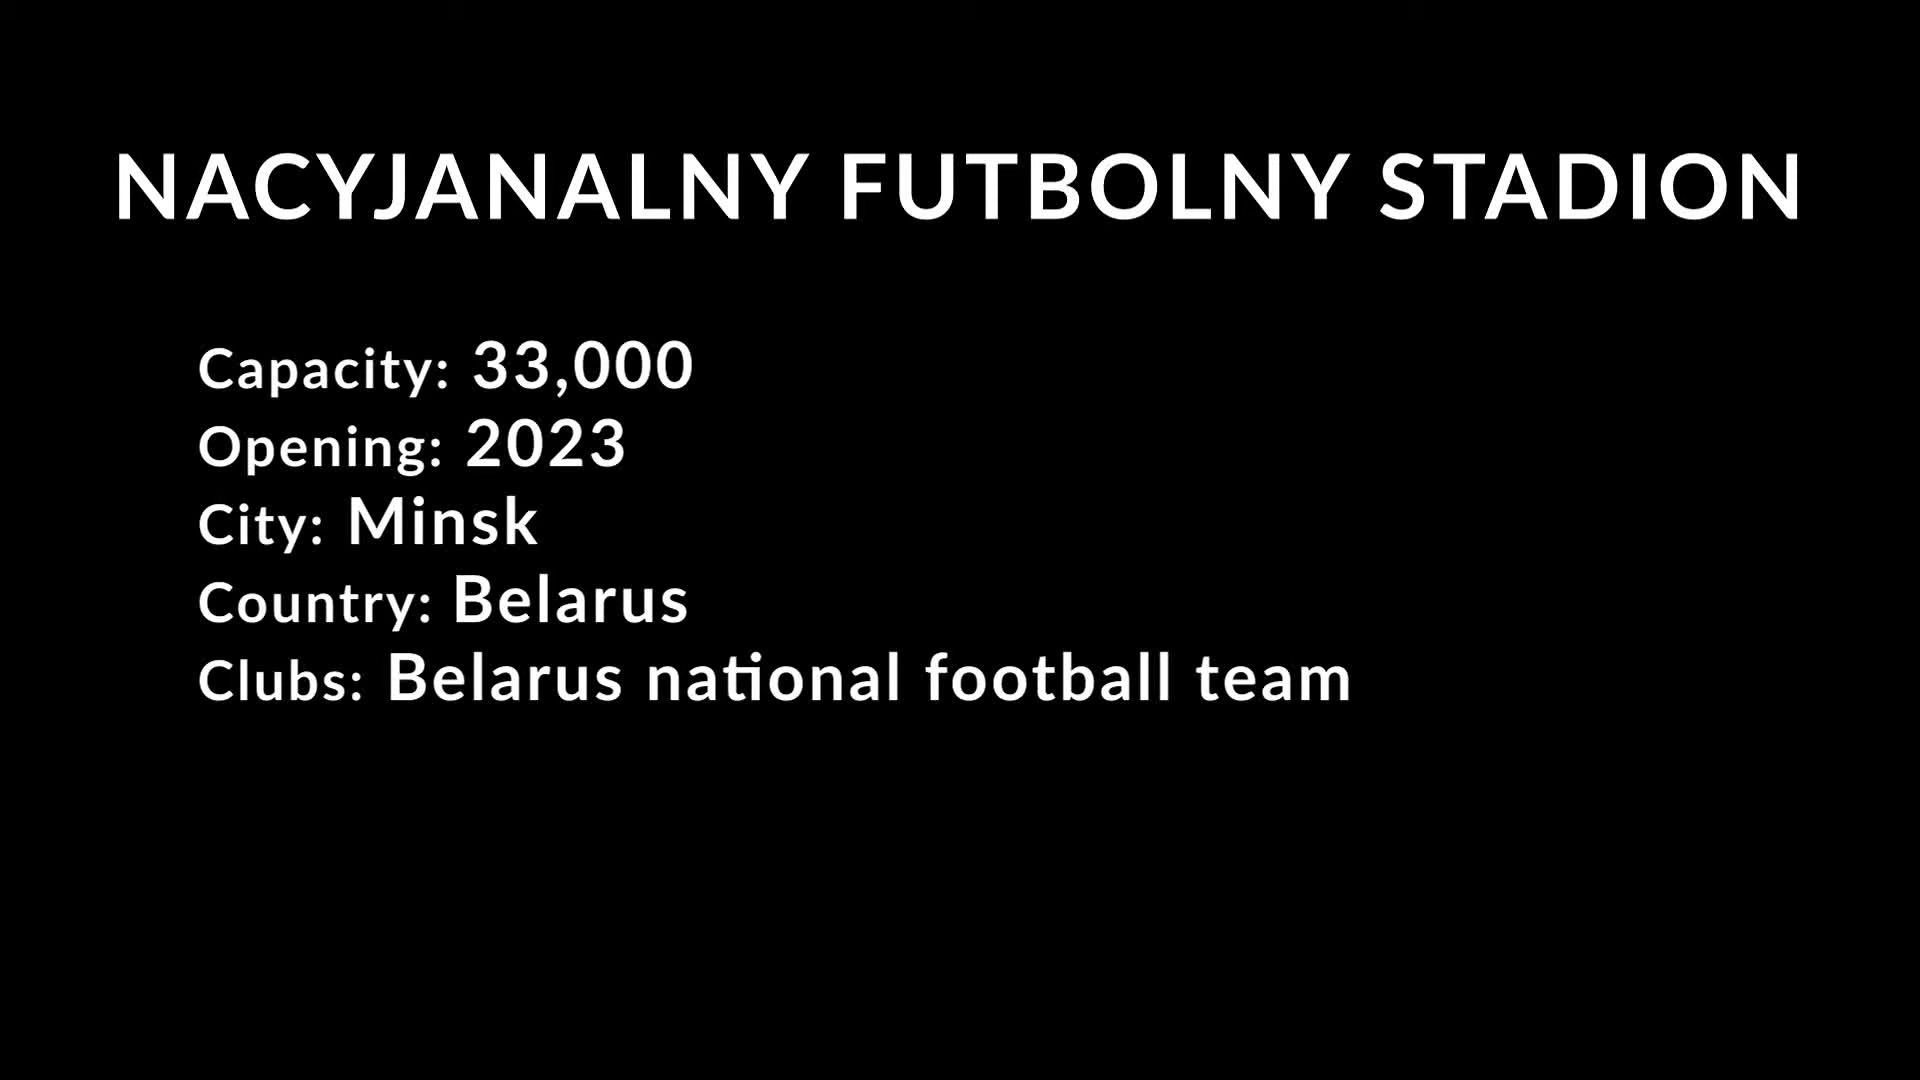 NACYJANALNY FUTBOLNY STADION
Capacity: 33,000
Opening: 2023
City: Minsk
Country: Belarus
Clubs: Belarus national football team